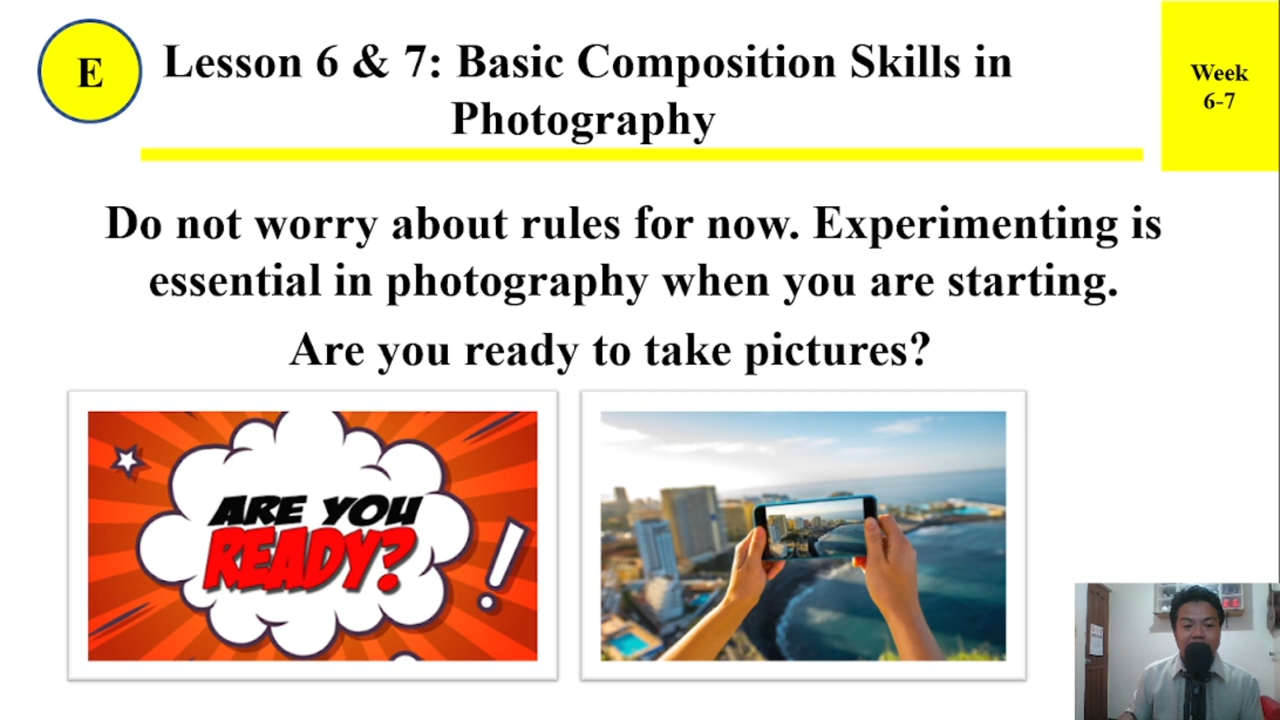 E
Lesson 6 & 7: Basic Composition Skills in
Photography
Week
6-7
Do not worry about rules for now. Experimenting is
essential in photography when you are starting.
Are you ready to take pictures?
ARE YOU
READY?
!